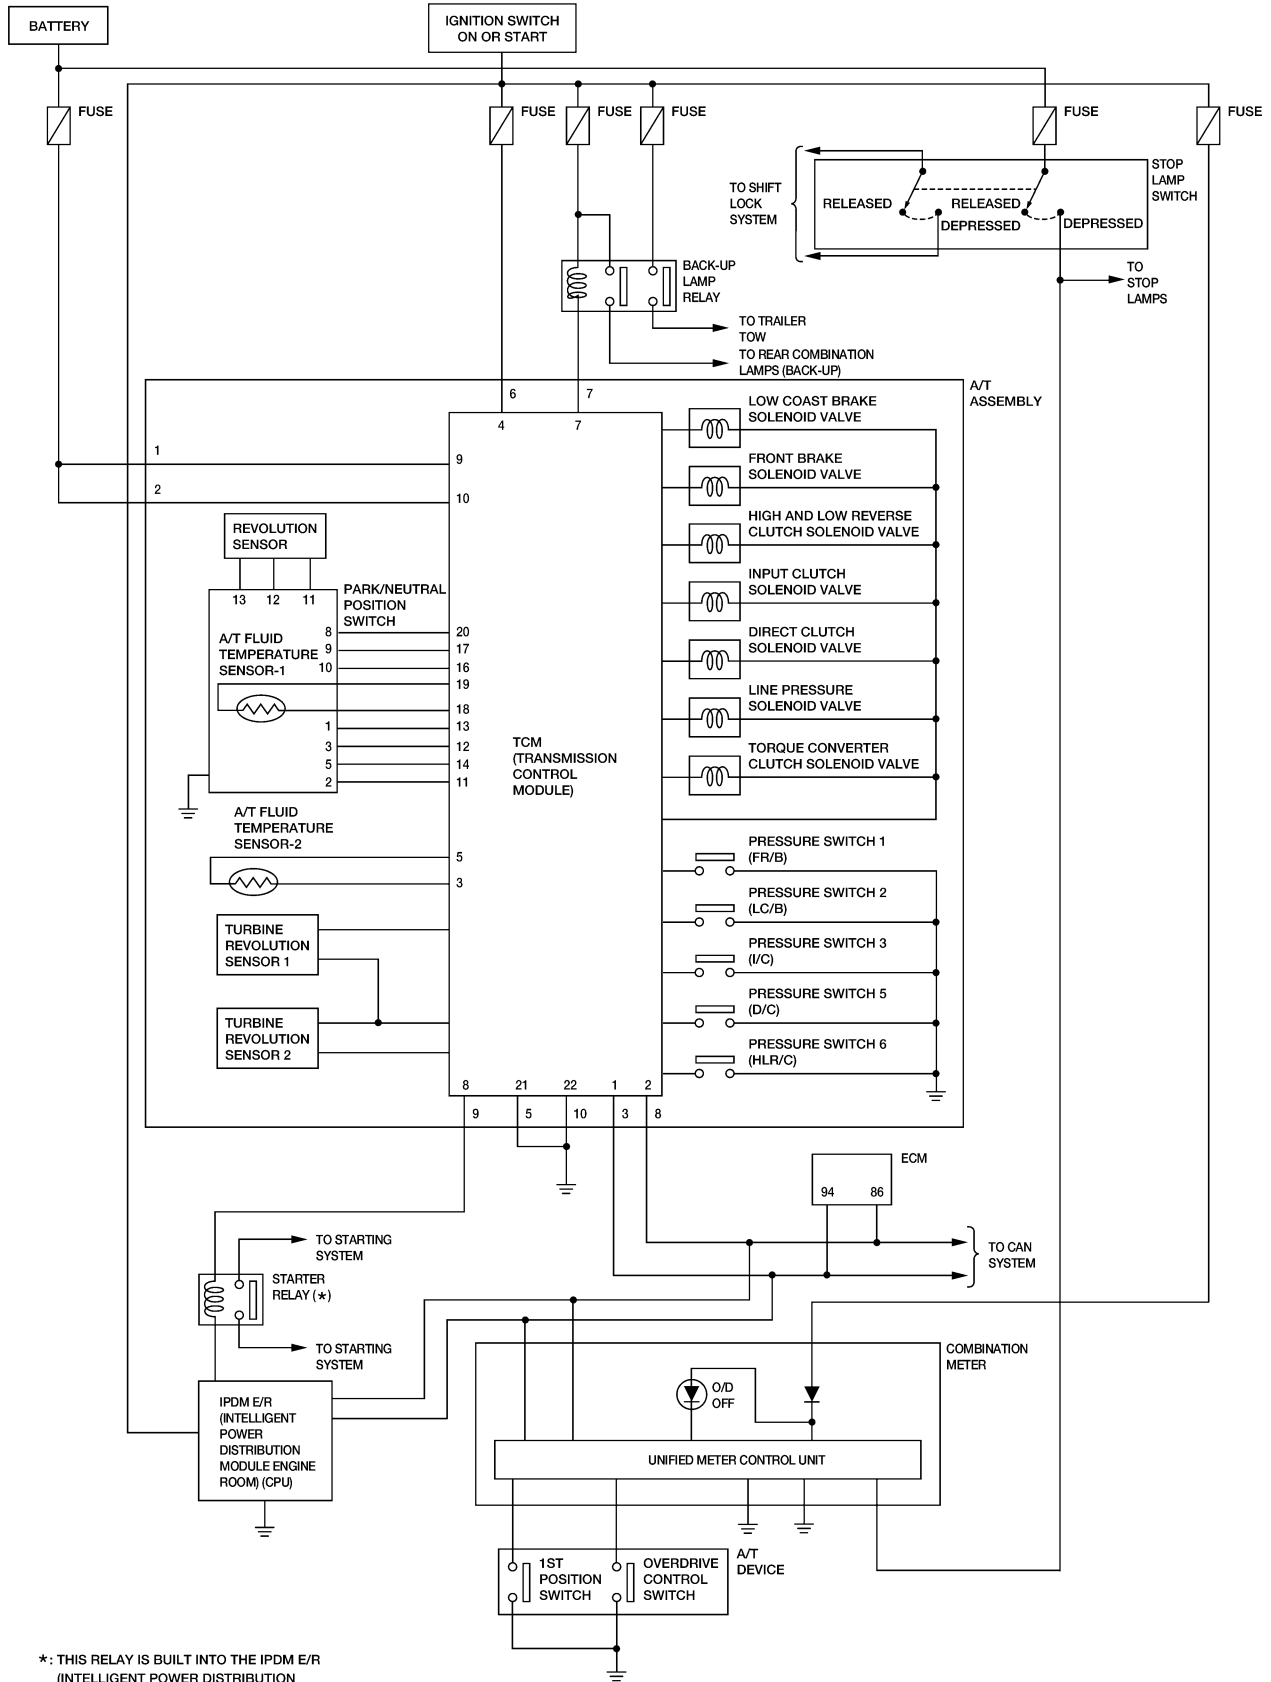 BATTERY
IGNITION SWITCH
ON OR START
FUSE
FUSE
FUSE
FUSE
FUSE
FUSE
STOP
LAMP
SWITCH
TO SHIFT
LOCK
SYSTEM
RELEASED
DEPRESSED
RELEASED
DEPRESSED
TO
STOP
LAMPS
BACK-UP
LAMP
RELAY
TO TRAILER
TOW
TO REAR COMBINATION
LAMPS (BACK-UP)
A/T
ASSEMBLY
6
7
4
7
1
9
2
10
LOW COAST BRAKE
SOLENOID VALVE
FRONT BRAKE
SOLENOID VALVE
HIGH AND LOW REVERSE
CLUTCH SOLENOID VALVE
INPUT CLUTCH
SOLENOID VALVE
DIRECT CLUTCH
SOLENOID VALVE
LINE PRESSURE
SOLENOID VALVE
TORQUE CONVERTER
CLUTCH SOLENOID VALVE
REVOLUTION
SENSOR
13 12 11
PARK/NEUTRAL
POSITION
SWITCH
A/T FLUID
TEMPERATURE
SENSOR-1
8 20
9 17
10 16
19
18
1 13
3 12
5 14
2 11
TCM
(TRANSMISSION
CONTROL
MODULE)
A/T FLUID
TEMPERATURE
SENSOR-2
5
3
TURBINE
REVOLUTION
SENSOR 1
TURBINE
REVOLUTION
SENSOR 2
PRESSURE SWITCH 1
(FR/B)
PRESSURE SWITCH 2
(LC/B)
PRESSURE SWITCH 3
(I/C)
PRESSURE SWITCH 5
(D/C)
PRESSURE SWITCH 6
(HLR/C)
8 21 22 1 2
9 5 10 3 8
ECM
94 86
TO CAN
SYSTEM
TO STARTING
SYSTEM
STARTER
RELAY (*)
TO STARTING
SYSTEM
IPDM E/R
(INTELLIGENT
POWER
DISTRIBUTION
MODULE ENGINE
ROOM) (CPU)
COMBINATION
METER
O/D
OFF
UNIFIED METER CONTROL UNIT
A/T
DEVICE
1ST
POSITION
SWITCH
OVERDRIVE
CONTROL
SWITCH
*: THIS RELAY IS BUILT INTO THE IPDM E/R
(INTELLIGENT POWER DISTRIBUTION